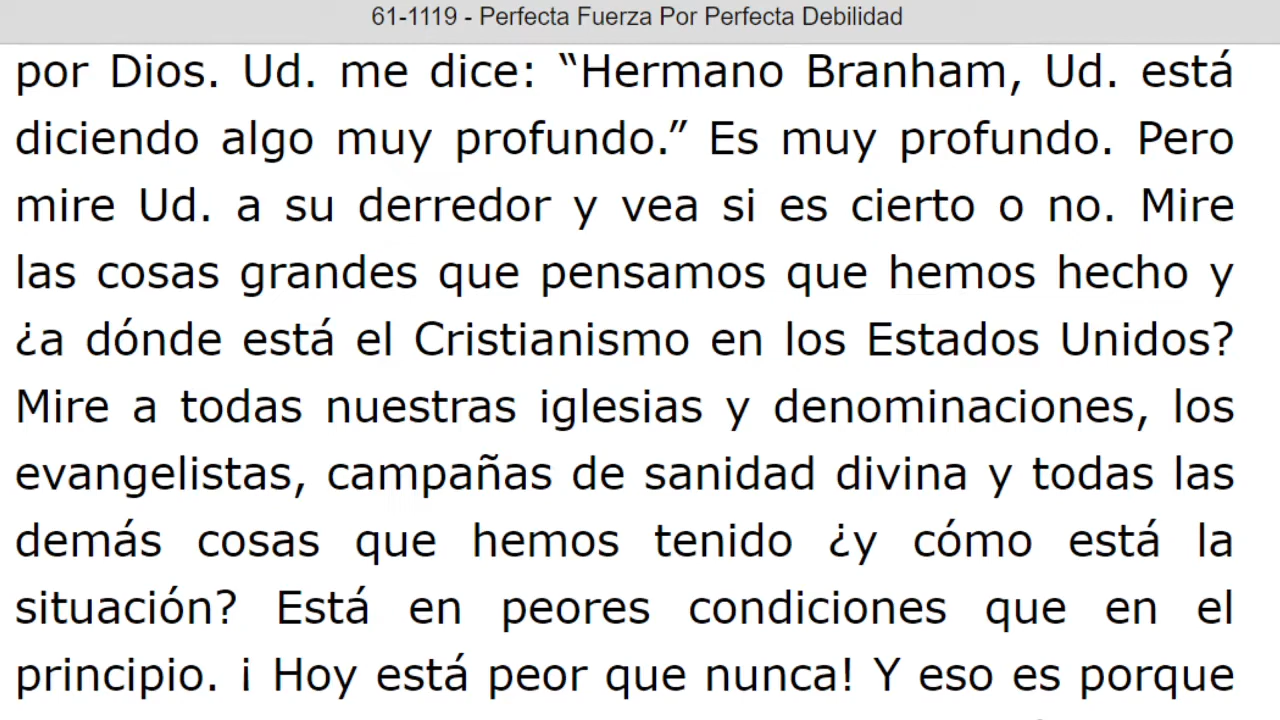 61-1119 - Perfecta Fuerza Por Perfecta Debilidad
por Dios. Ud. me dice: “Hermano Branham, Ud. está
diciendo algo muy profundo.” Es muy profundo. Pero
mire Ud. a su derredor y vea si es cierto o no. Mire
las cosas grandes que pensamos que hemos hecho y
¿a dónde está el Cristianismo en los Estados Unidos?
Mire a todas nuestras iglesias y denominaciones, los
evangelistas, campañas de sanidad divina y todas las
demás cosas que hemos tenido ¿y cómo está la
situación? Está en peores condiciones que en el
principio. ¡ Hoy está peor que nunca! Y eso es porque